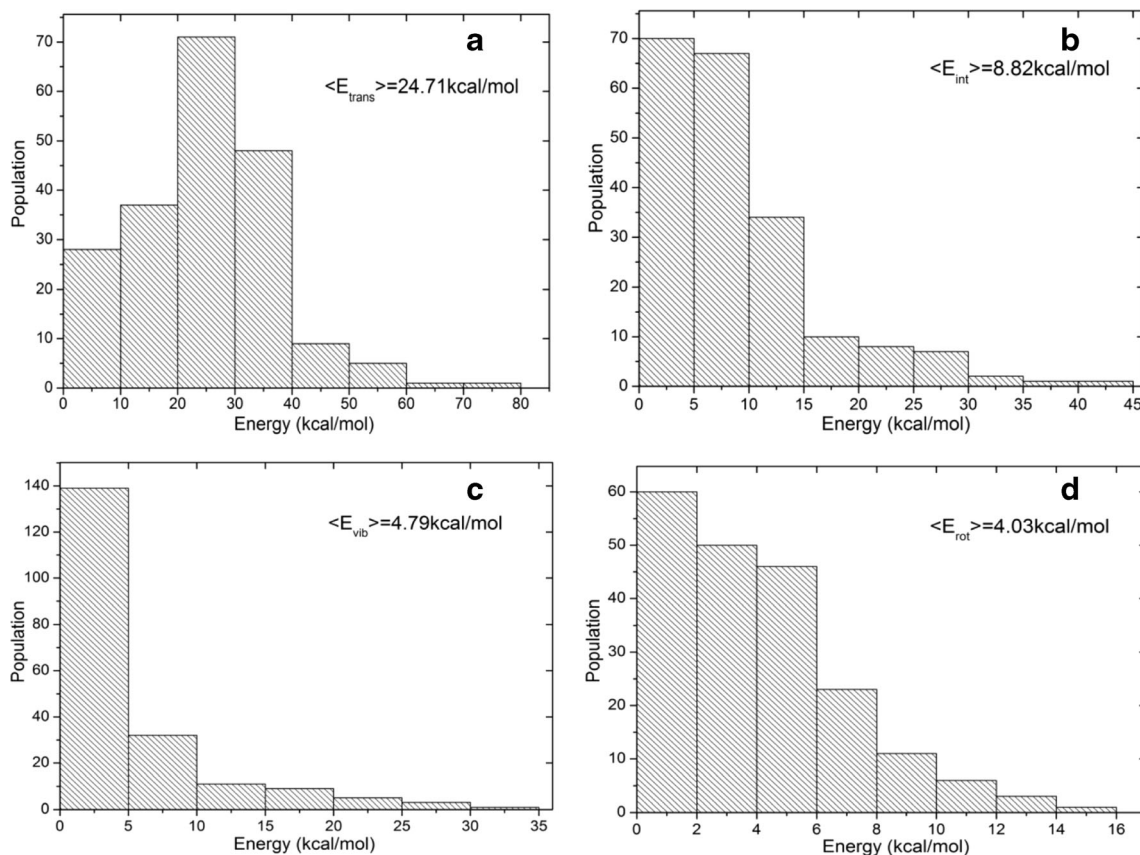 a
<E_trans>=24.71kcal/mol
Population
70
60
50
40
30
20
10
0
0 10 20 30 40 50 60 70 80
Energy (kcal/mol)
b
<E_int>=8.82kcal/mol
Population
70
60
50
40
30
20
10
0
0 5 10 15 20 25 30 35 40 45
Energy (kcal/mol)
c
<E_vib>=4.79kcal/mol
Population
140
120
100
80
60
40
20
0
0 5 10 15 20 25 30 35
Energy (kcal/mol)
d
<E_rot>=4.03kcal/mol
Population
60
50
40
30
20
10
0
0 2 4 6 8 10 12 14 16
Energy (kcal/mol)